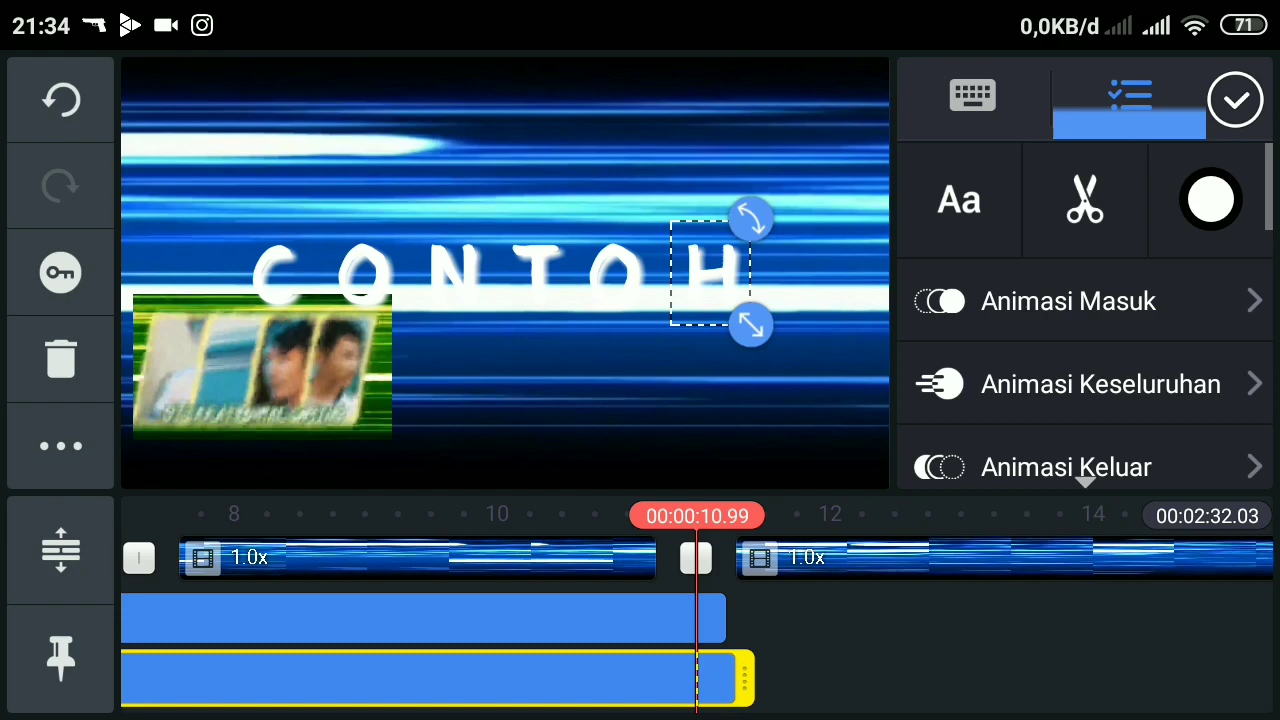 21:34
0,0KB/d
71
Aa
C O N T O H
Animasi Masuk
Animasi Keseluruhan
Animasi Keluar
8 10 12 14
00:00:10.99
00:02:32.03
1.0x
1.0x